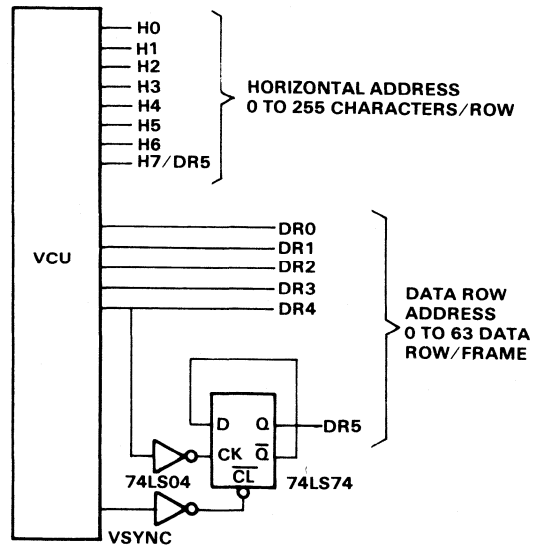 H0
H1
H2
H3
H4
H5
H6
H7/DR5
HORIZONTAL ADDRESS
0 TO 255 CHARACTERS/ROW
VCU
DR0
DR1
DR2
DR3
DR4
DATA ROW
ADDRESS
0 TO 63 DATA
ROW/FRAME
D Q
DR5
CK Q̅
C̅L̅
74LS04
74LS74
VSYNC